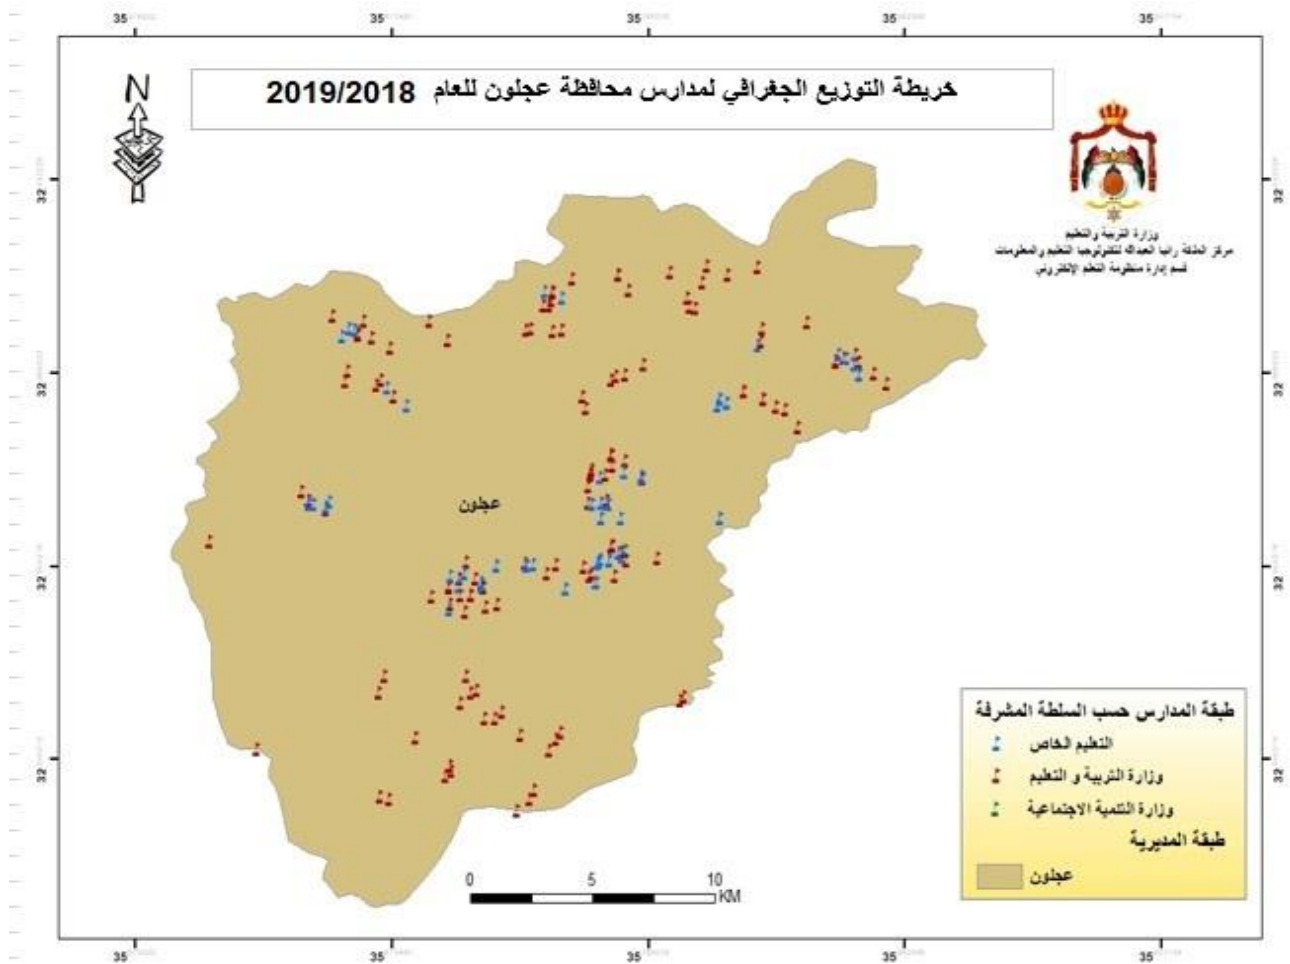 خريطة التوزيع الجغرافي لمدارس محافظة عجلون للعام 2019/2018
N
وزارة التربية والتعليم
مركز الملكة رانيا العبدالله لتكنولوجيا التعليم والمعلومات
قسم إدارة منظومة التعلم الإلكتروني
35 35 35 35 35
32 32
32 32
32 32
32 32
عجلون
طبقة المدارس حسب السلطة المشرفة
التعليم الخاص
وزارة التربية و التعليم
وزارة التنمية الاجتماعية
طبقة المديرية
عجلون
0 5 10
KM
35 35 35 35 35